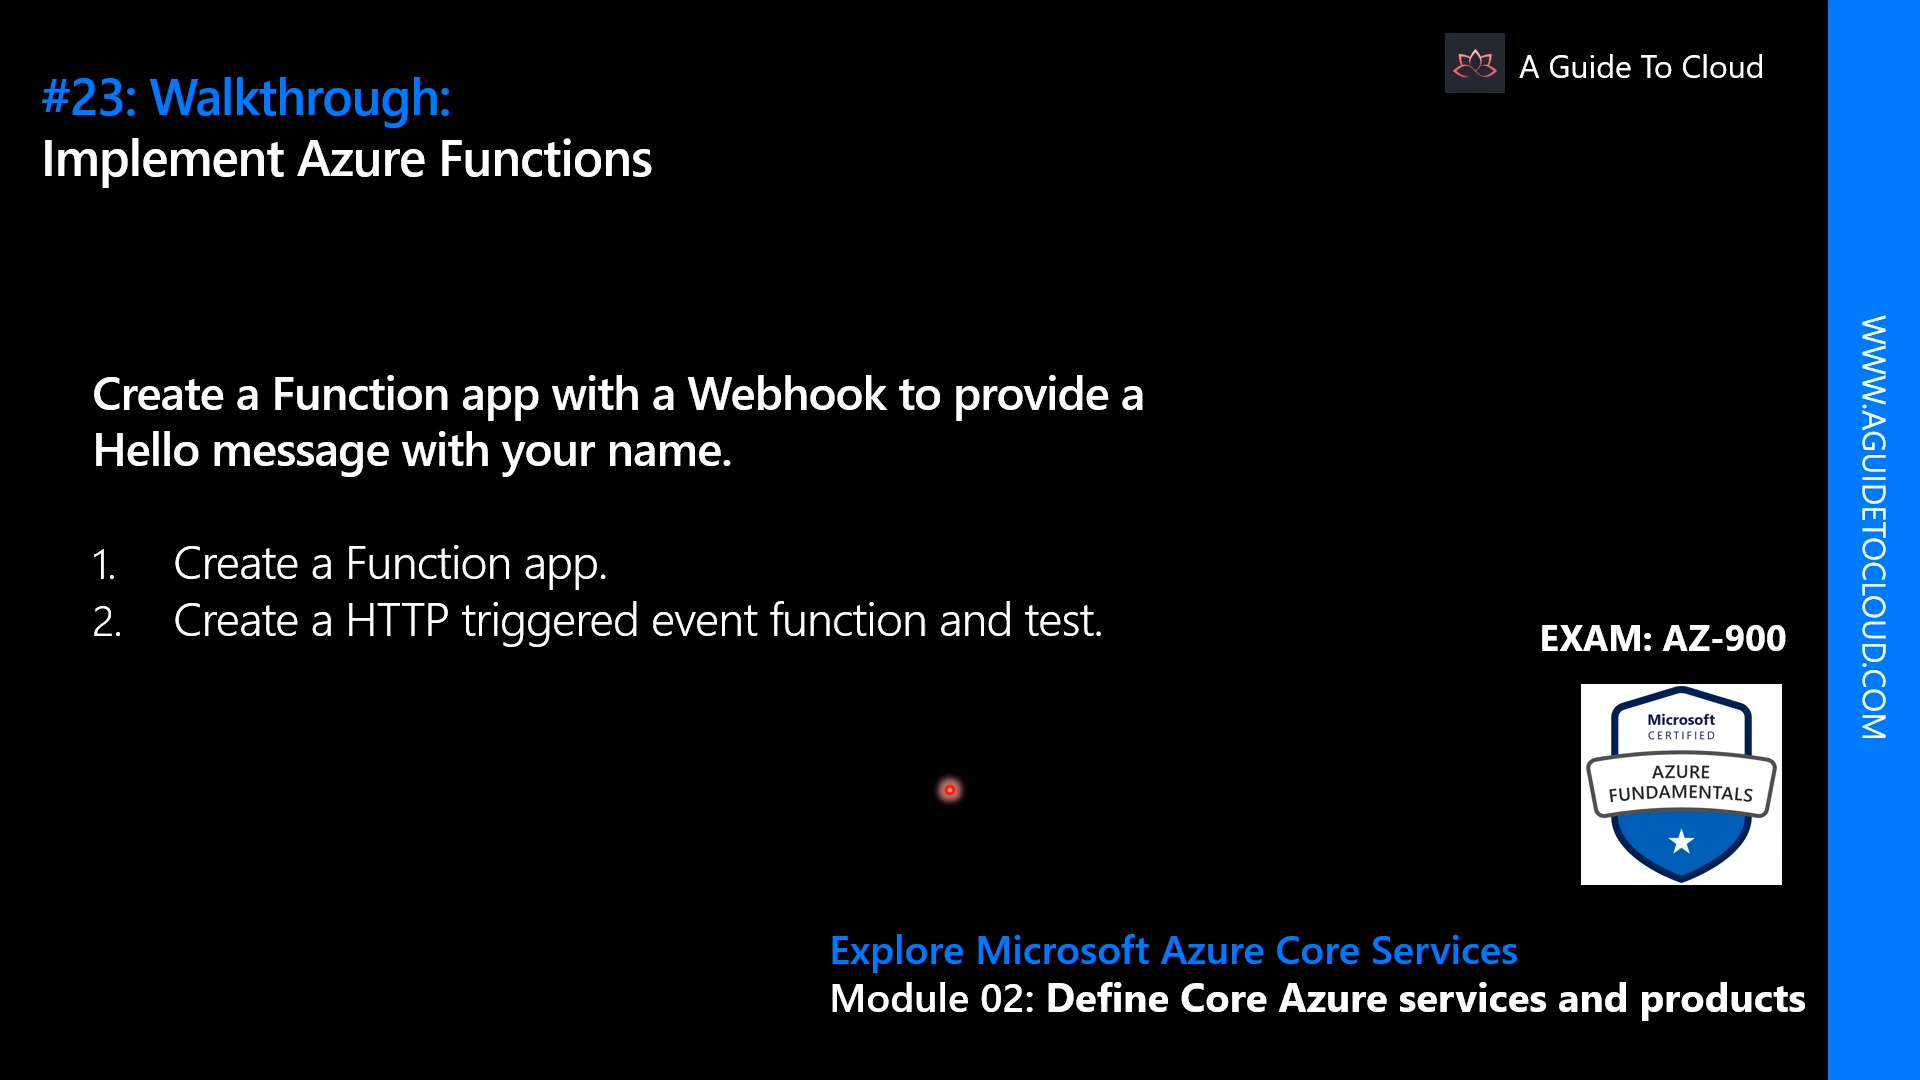 #23: Walkthrough:
Implement Azure Functions
A Guide To Cloud
Create a Function app with a Webhook to provide a
Hello message with your name.
1. Create a Function app.
2. Create a HTTP triggered event function and test.
EXAM: AZ-900
Microsoft
CERTIFIED
AZURE
FUNDAMENTALS
Explore Microsoft Azure Core Services
Module 02: Define Core Azure services and products
WWW.AGUIDETOCLOUD.COM